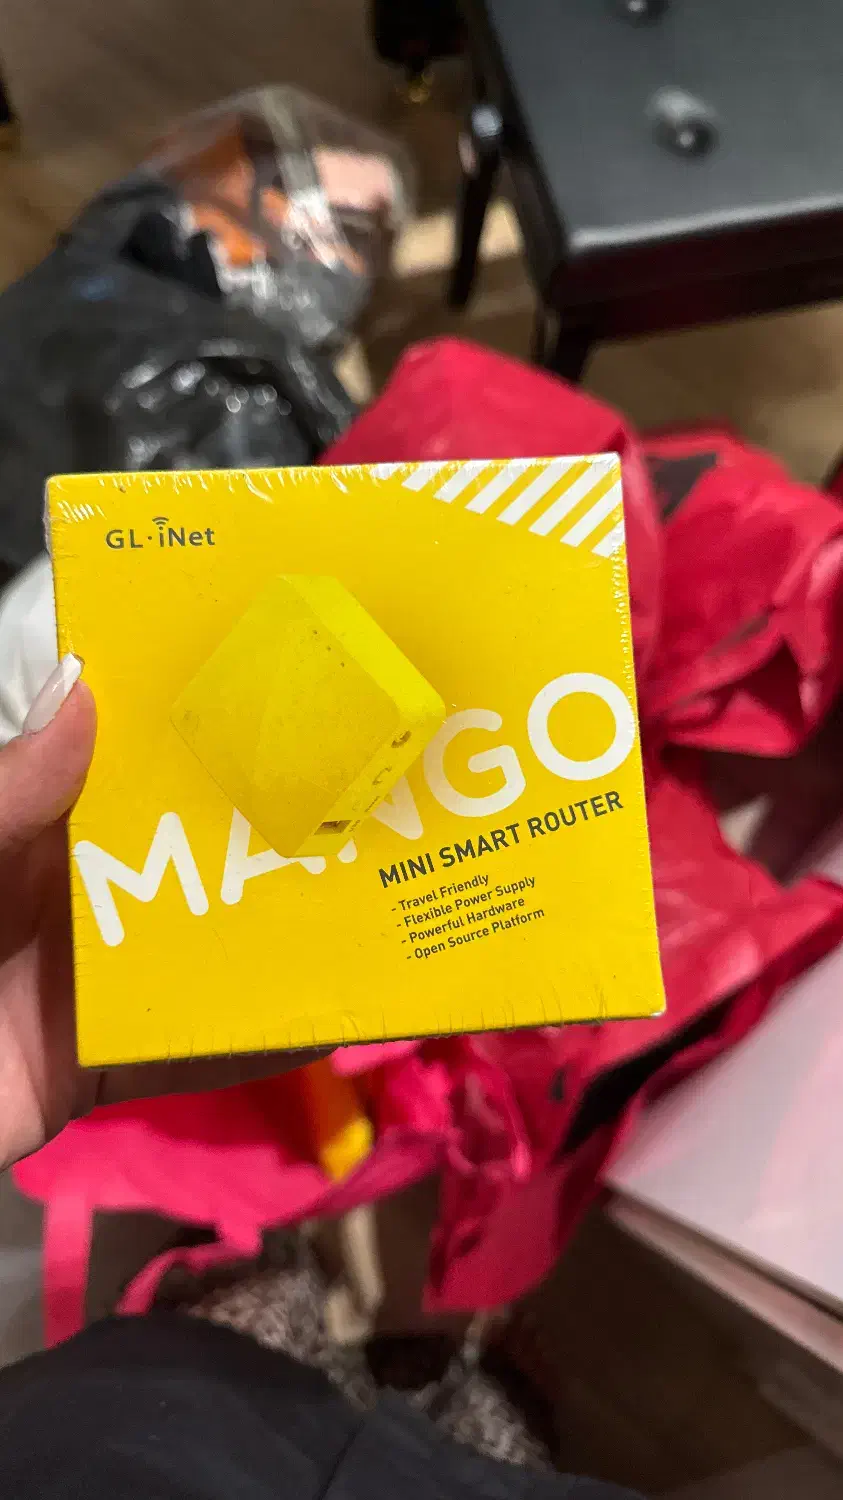 GL·iNet
MANGO
MINI SMART ROUTER
- Travel Friendly
- Flexible Power Supply
- Powerful Hardware
- Open Source Platform